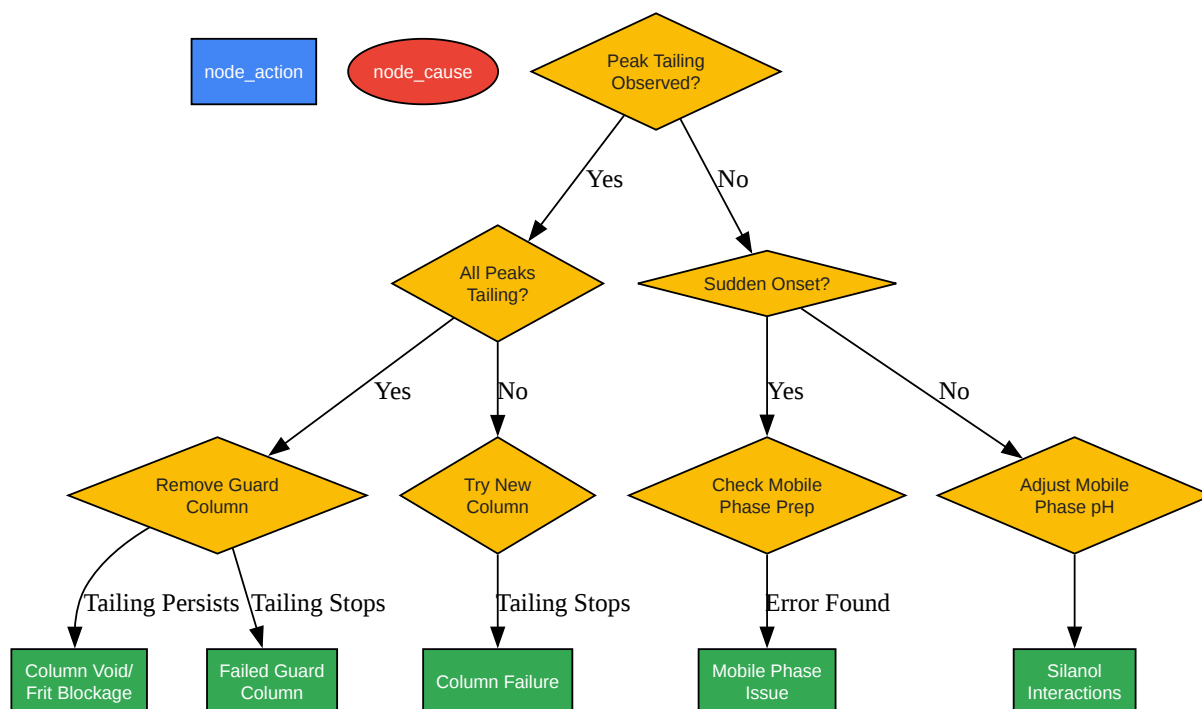 node_action
node_cause
Peak Tailing
Observed?
Yes
No
All Peaks
Tailing?
Sudden Onset?
Yes
No
Yes
No
Remove Guard
Column
Try New
Column
Check Mobile
Phase Prep
Adjust Mobile
Phase pH
Tailing Persists
Tailing Stops
Tailing Stops
Error Found
Column Void/
Frit Blockage
Failed Guard
Column
Column Failure
Mobile Phase
Issue
Silanol
Interactions